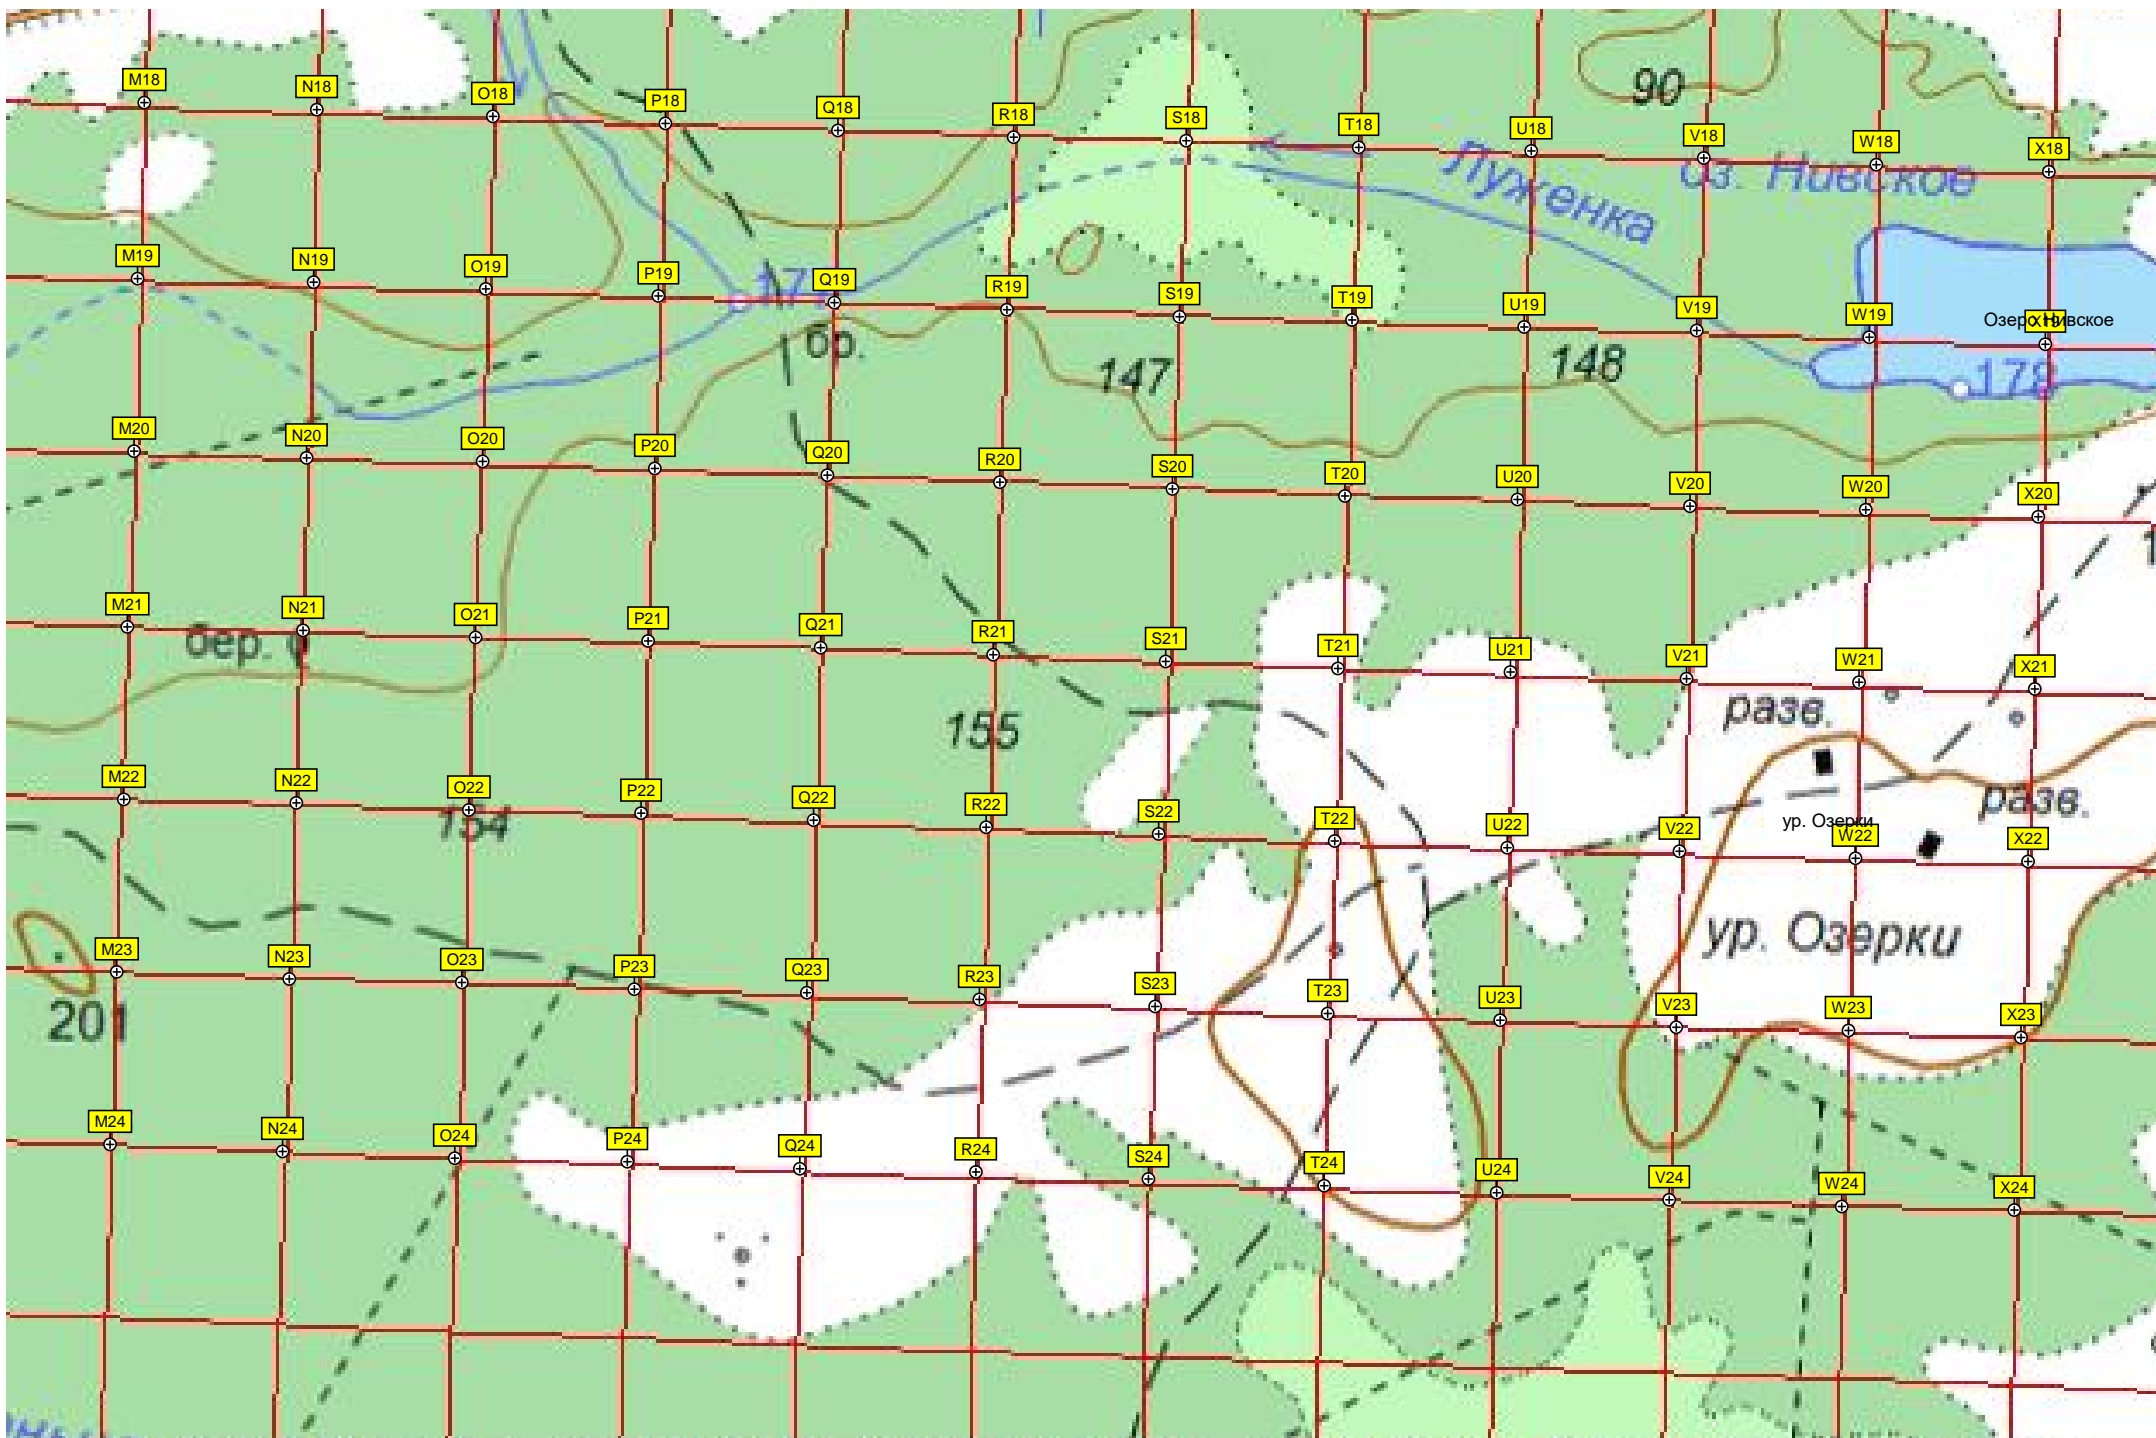 90
M18 N18 O18 P18 Q18 R18 S18 T18 U18 V18 W18 X18
Луженка
оз. Нивское
M19 N19 O19 P19 Q19 R19 S19 T19 U19 V19 W19 X19
Озеро Нивское
бр.
147
148
178
M20 N20 O20 P20 Q20 R20 S20 T20 U20 V20 W20 X20
M21 N21 O21 P21 Q21 R21 S21 T21 U21 V21 W21 X21
бер.
155
разв.
M22 N22 O22 P22 Q22 R22 S22 T22 U22 V22 W22 X22
154
разв.
ур. Озерки
ур. Озерки
M23 N23 O23 P23 Q23 R23 S23 T23 U23 V23 W23 X23
201
M24 N24 O24 P24 Q24 R24 S24 T24 U24 V24 W24 X24